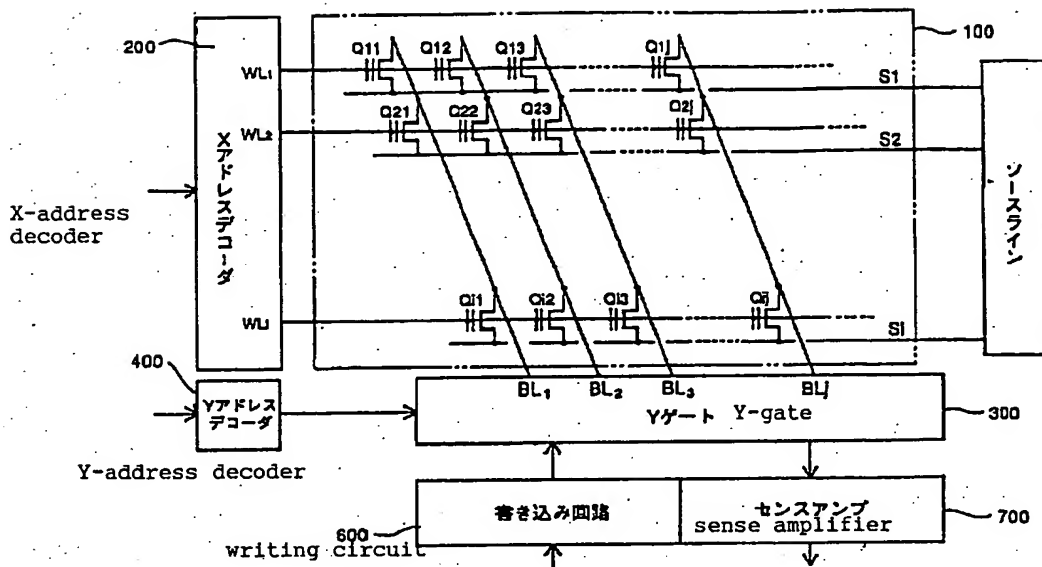 200
100
Q11 Q12 Q13 Q1j
WL1
S1
Q21 Q22 Q23 Q2j
WL2
S2
Xアドレスデコーダ
ソースライン
X-address
decoder
Qi1 Qi2 Qi3 Qij
WLi
Si
400
BL1 BL2 BL3 BLj
Yアドレス
デコーダ
Yゲート Y-gate
300
Y-address decoder
書き込み回路
センスアンプ
600
sense amplifier
700
writing circuit